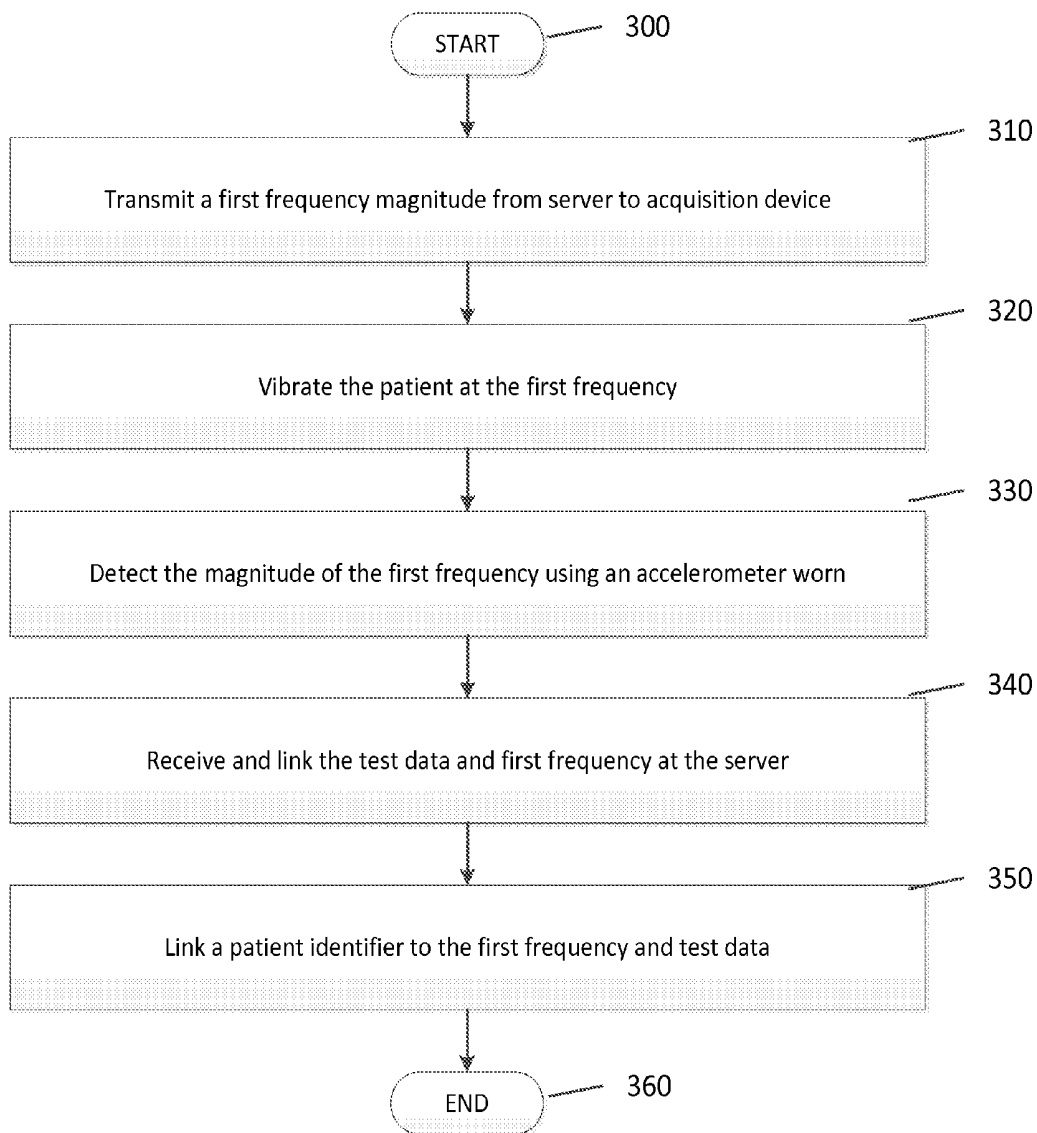 START
300
310
Transmit a first frequency magnitude from server to acquisition device
320
Vibrate the patient at the first frequency
330
Detect the magnitude of the first frequency using an accelerometer worn
340
Receive and link the test data and first frequency at the server
350
Link a patient identifier to the first frequency and test data
END
360